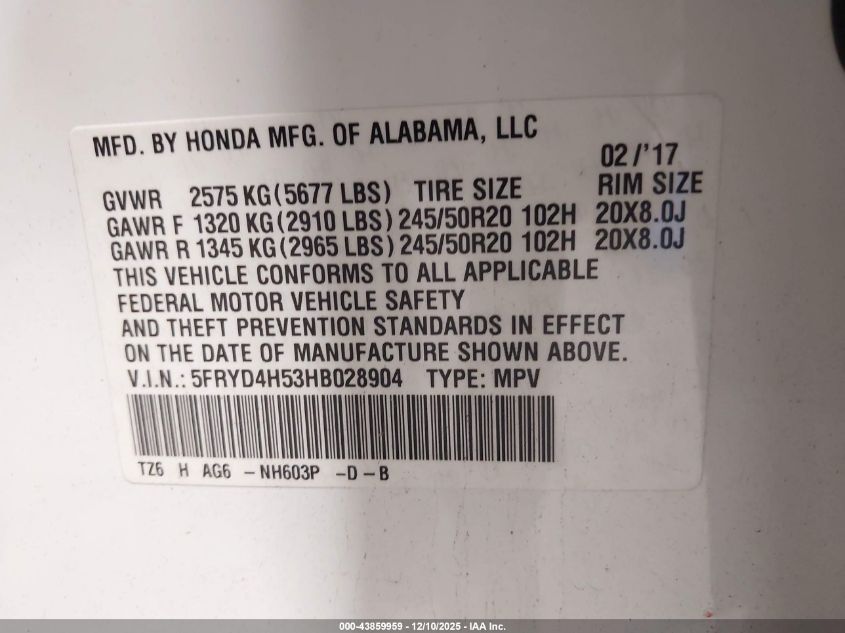 MFD. BY HONDA MFG. OF ALABAMA, LLC
02/'17
GVWR 2575 KG(5677 LBS) TIRE SIZE RIM SIZE
GAWR F 1320 KG(2910 LBS) 245/50R20 102H 20X8.0J
GAWR R 1345 KG(2965 LBS) 245/50R20 102H 20X8.0J
THIS VEHICLE CONFORMS TO ALL APPLICABLE
FEDERAL MOTOR VEHICLE SAFETY
AND THEFT PREVENTION STANDARDS IN EFFECT
ON THE DATE OF MANUFACTURE SHOWN ABOVE.
V.I.N.: 5FRYD4H53HB028904 TYPE: MPV
TZ6 H AG6 -NH603P -D-B
000-43859959 - 12/10/2025 - IAA Inc.